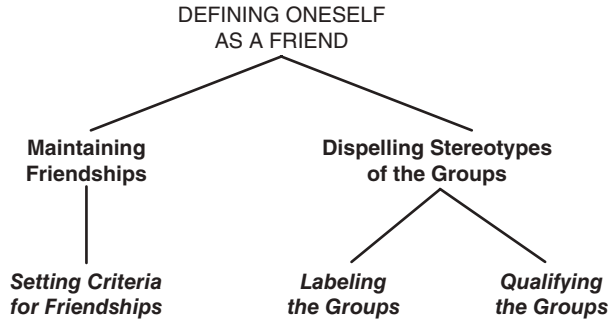 DEFINING ONESELF
AS A FRIEND
Maintaining
Friendships
Dispelling Stereotypes
of the Groups
Setting Criteria
for Friendships
Labeling
the Groups
Qualifying
the Groups